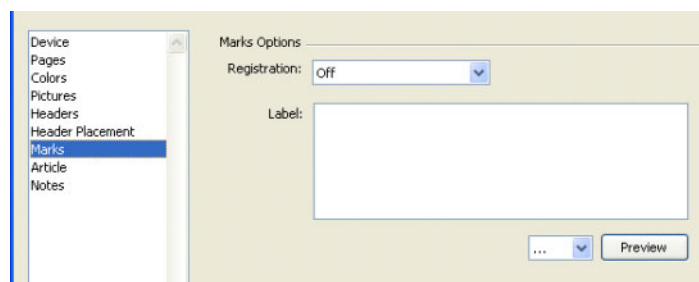 Device
Pages
Colors
Pictures
Headers
Header Placement
Marks
Article
Notes
Marks Options
Registration: Off
Label:
... Preview